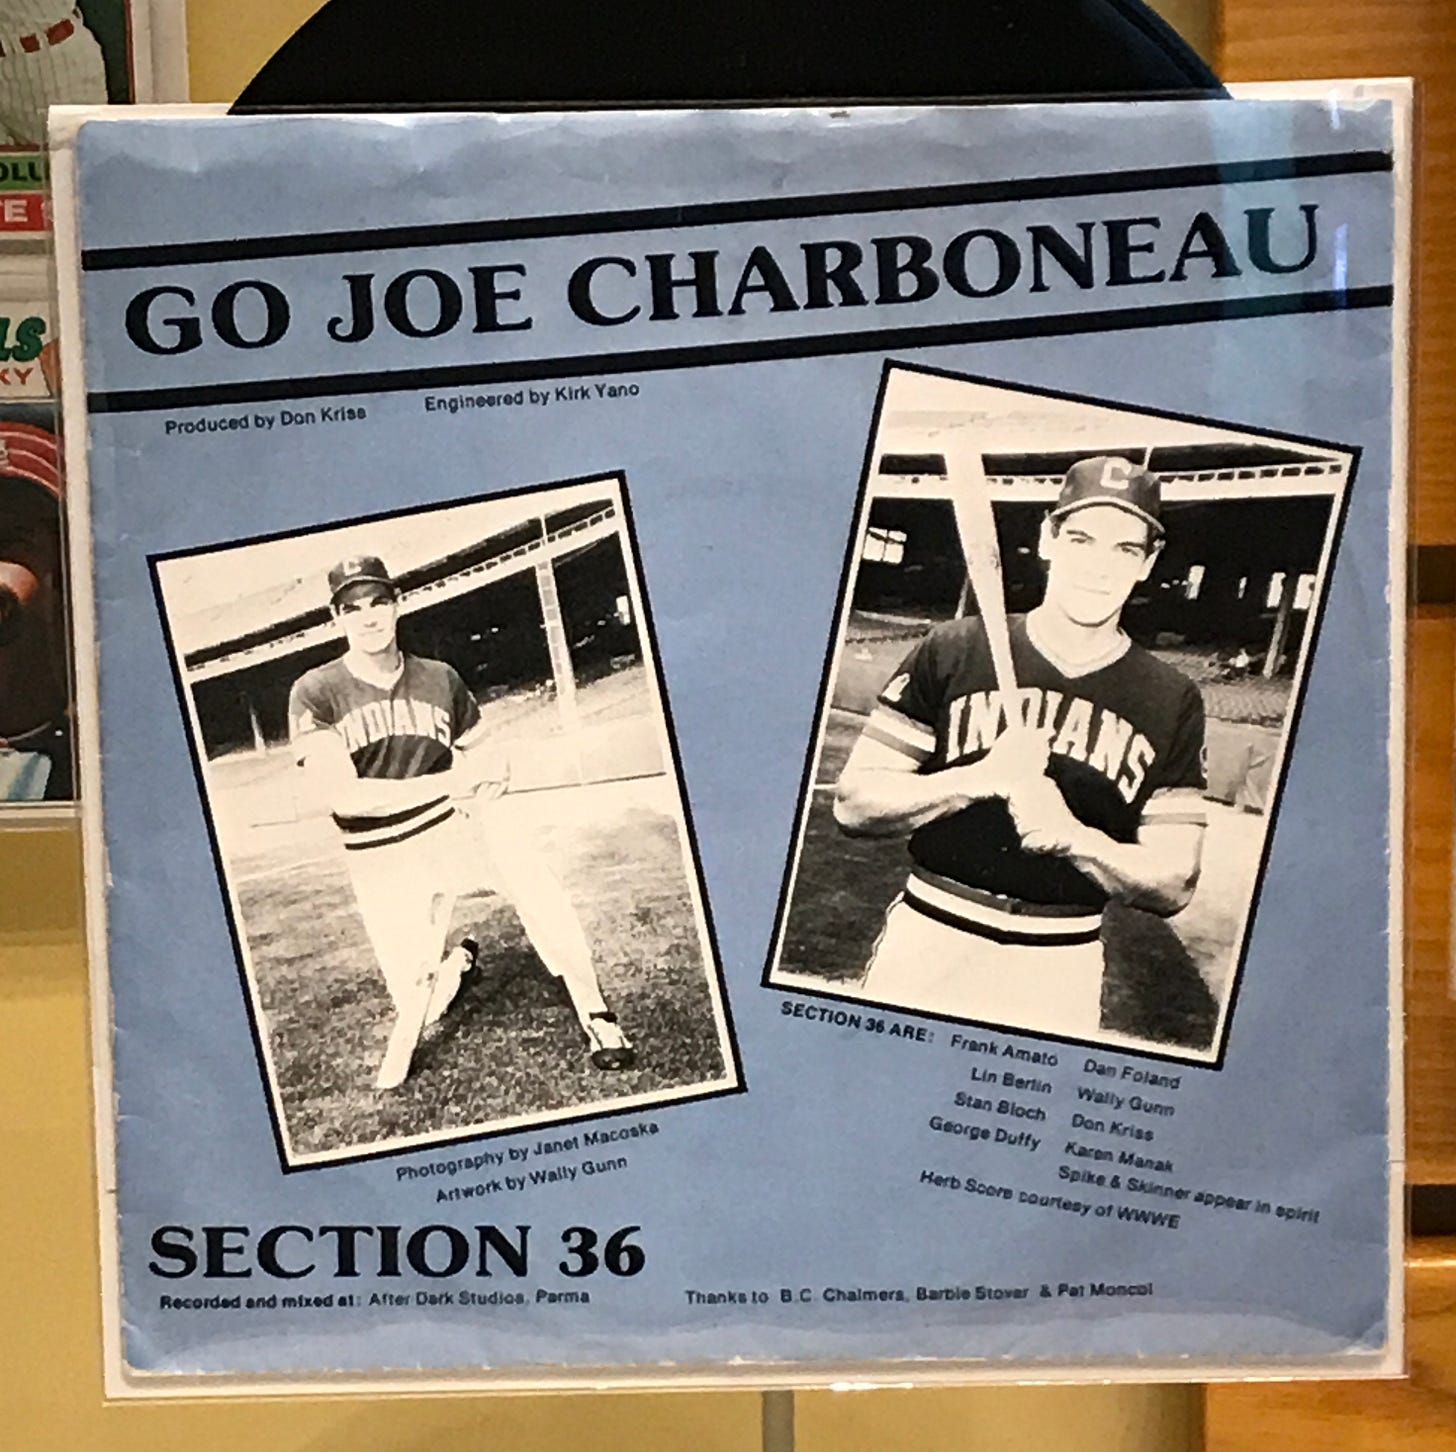 GO JOE CHARBONEAU
Produced by Don Kriss Engineered by Kirk Yano
C
INDIANS
C
INDIANS
Photography by Janet Macoska
Artwork by Wally Gunn
SECTION 36 ARE: Frank Amato Dan Foland
Lin Berlin Wally Gunn
Stan Bloch Don Kriss
George Duffy Karen Manak
Spike & Skinner appear in spirit
Herb Score courtesy of WWWE
SECTION 36
Recorded and mixed at: After Dark Studios, Parma
Thanks to B.C. Chalmers, Barbie Stover & Pat Moncol